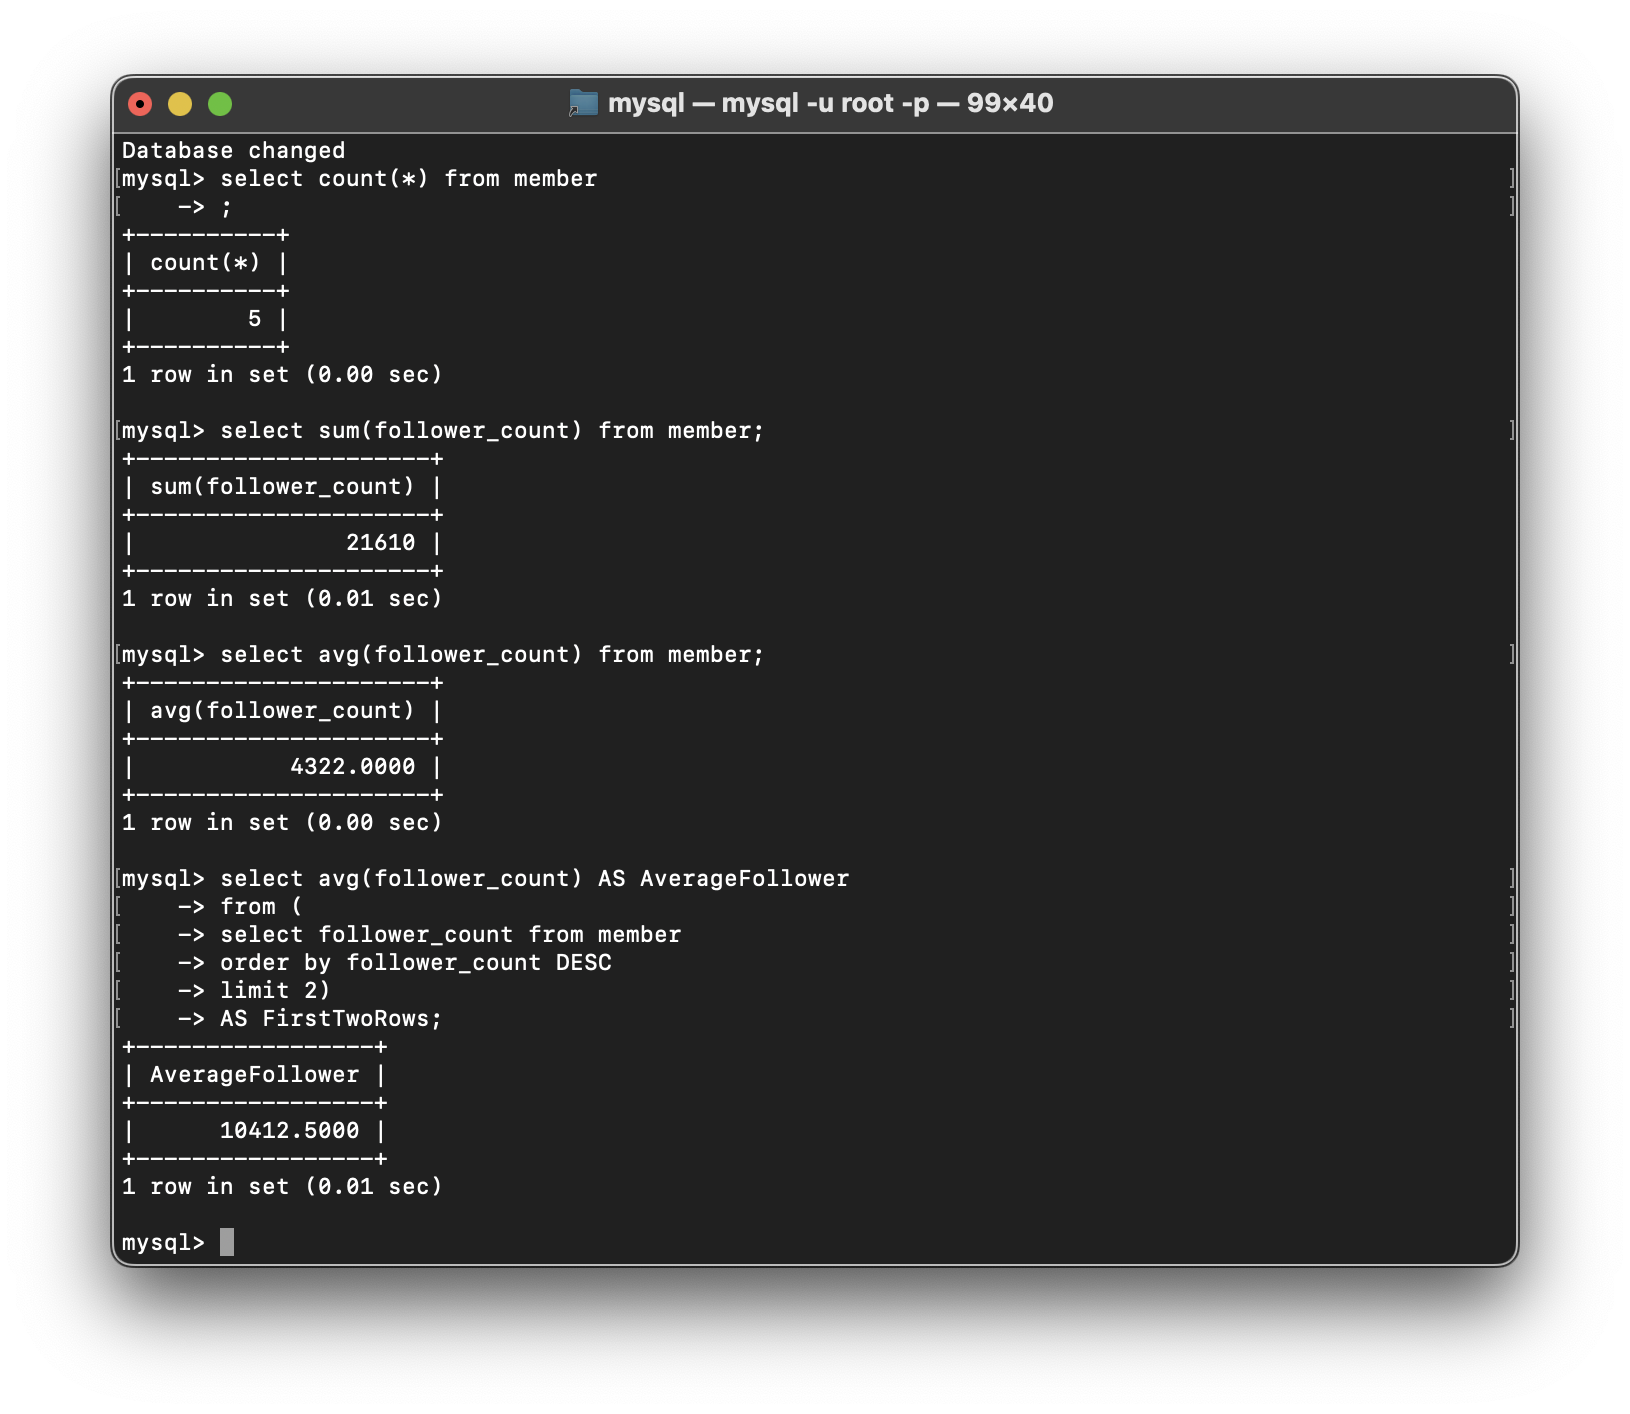 mysql — mysql -u root -p — 99×40
Database changed
mysql> select count(*) from member
    -> ;
+----------+
| count(*) |
+----------+
|        5 |
+----------+
1 row in set (0.00 sec)

mysql> select sum(follower_count) from member;
+---------------------+
| sum(follower_count) |
+---------------------+
|               21610 |
+---------------------+
1 row in set (0.01 sec)

mysql> select avg(follower_count) from member;
+---------------------+
| avg(follower_count) |
+---------------------+
|           4322.0000 |
+---------------------+
1 row in set (0.00 sec)

mysql> select avg(follower_count) AS AverageFollower
    -> from (
    -> select follower_count from member
    -> order by follower_count DESC
    -> limit 2)
    -> AS FirstTwoRows;
+-----------------+
| AverageFollower |
+-----------------+
|      10412.5000 |
+-----------------+
1 row in set (0.01 sec)

mysql>